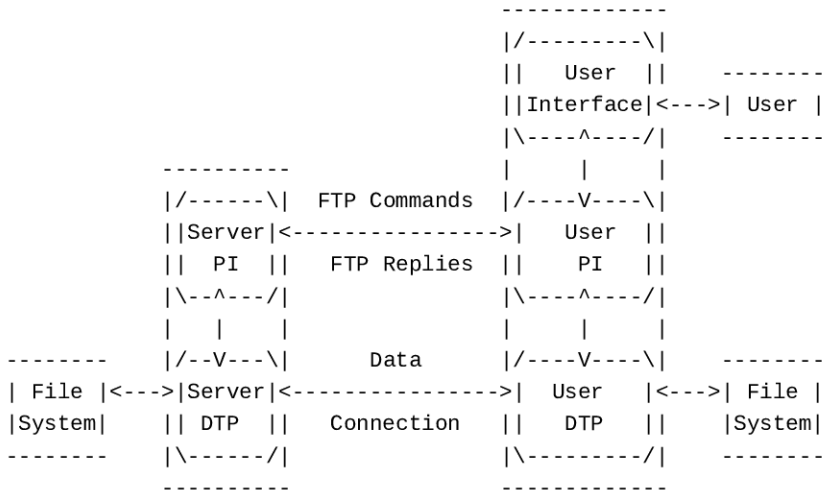 -------------
|/---------\|
||   User  ||    --------
||Interface|<--->| User |
|\----^----/|    --------
----------                |     |     |
|/------\|  FTP Commands  |/----V----\|
||Server|<---------------->|   User  ||
||  PI  ||   FTP Replies  ||    PI   ||
|\--^---/|                |\----^----/|
|   |    |                |     |     |
--------    |/--V---\|      Data      |/----V----\|    --------
| File |<--->|Server|<---------------->|  User   |<--->| File |
|System|    || DTP  ||   Connection   ||   DTP   ||    |System|
--------    |\------/|                |\---------/|    --------
----------                -------------